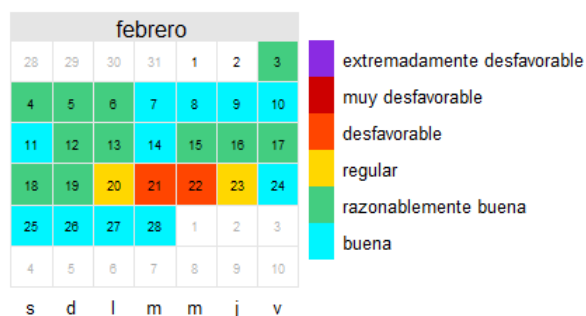 febrero
28 29 30 31 1 2 3
4 5 6 7 8 9 10
11 12 13 14 15 16 17
18 19 20 21 22 23 24
25 26 27 28 1 2 3
4 5 6 7 8 9 10
s d l m m j v
extremadamente desfavorable
muy desfavorable
desfavorable
regular
razonablemente buena
buena